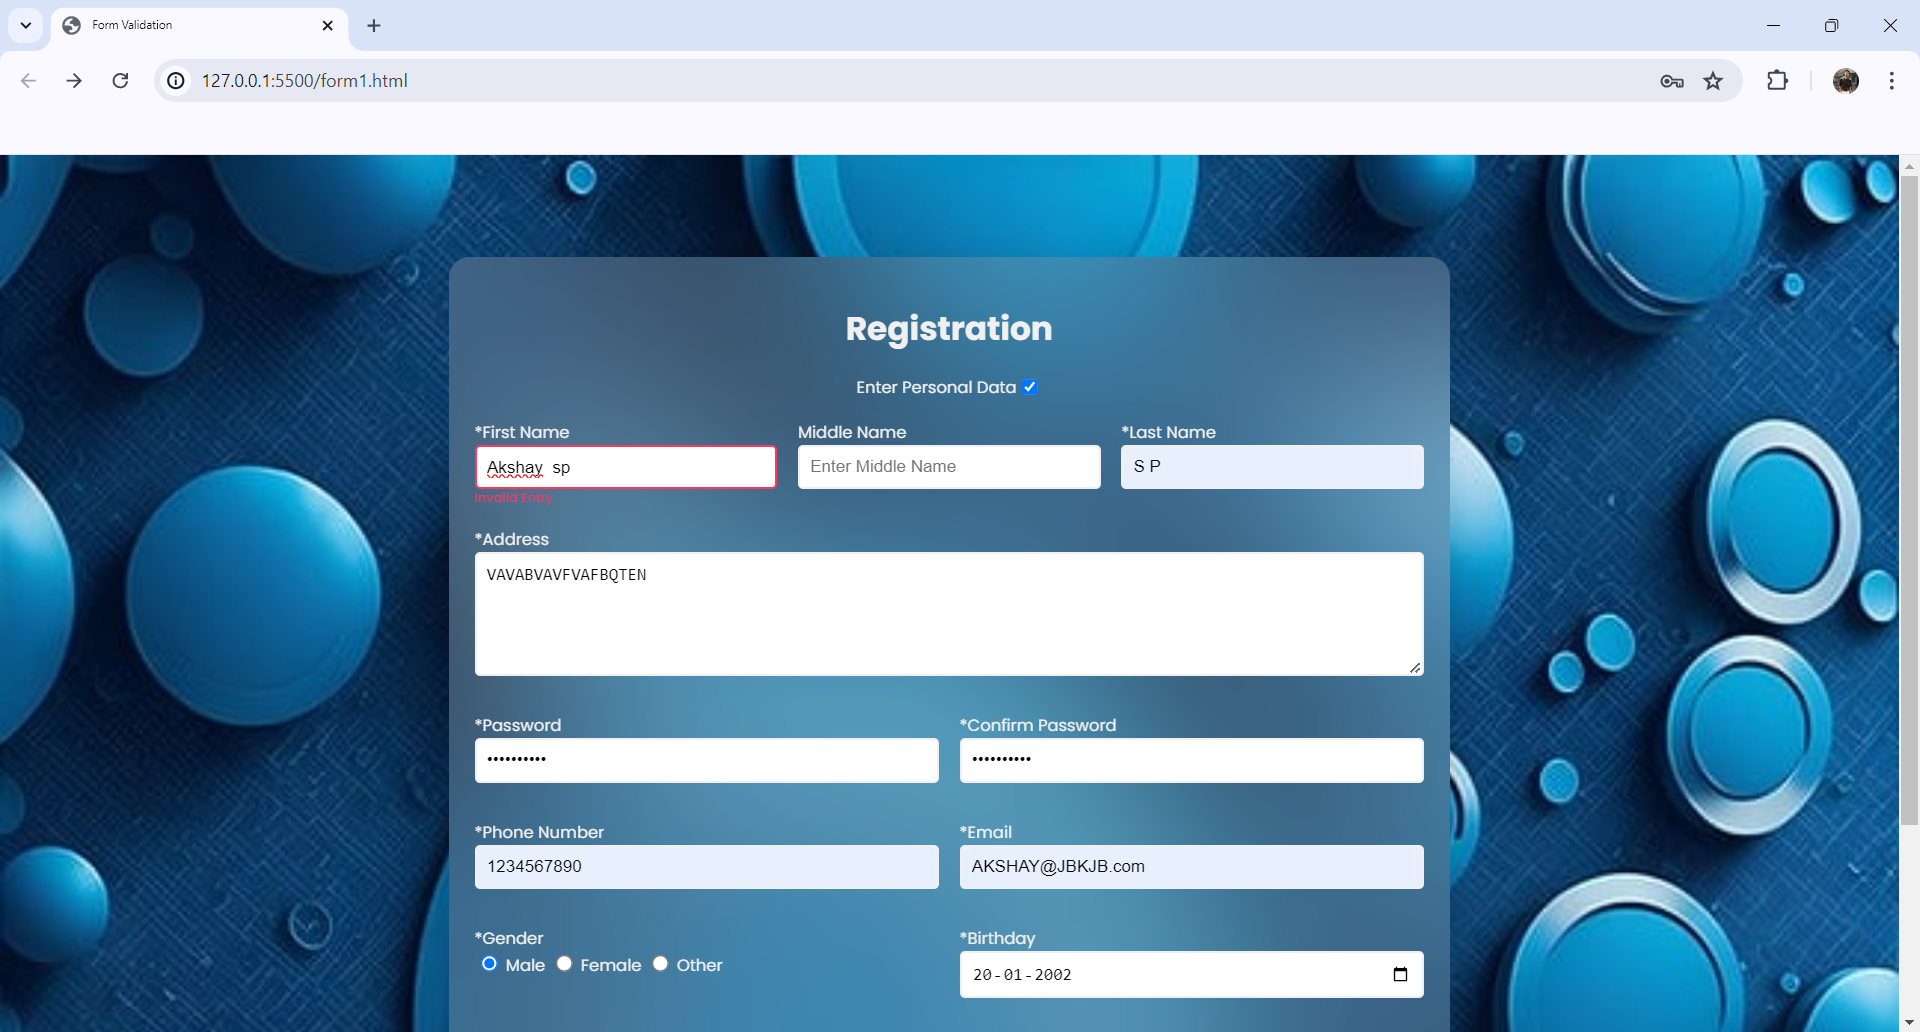 Form Validation
127.0.0.1:5500/form1.html
Registration
Enter Personal Data
*First Name Middle Name *Last Name
Akshay  sp Enter Middle Name S P
Invalid Entry
*Address
VAVABVAVFVAFBQTEN
*Password *Confirm Password
•••••••••• ••••••••••
*Phone Number *Email
1234567890 AKSHAY@JBKJB.com
*Gender *Birthday
Male Female Other
20-01-2002